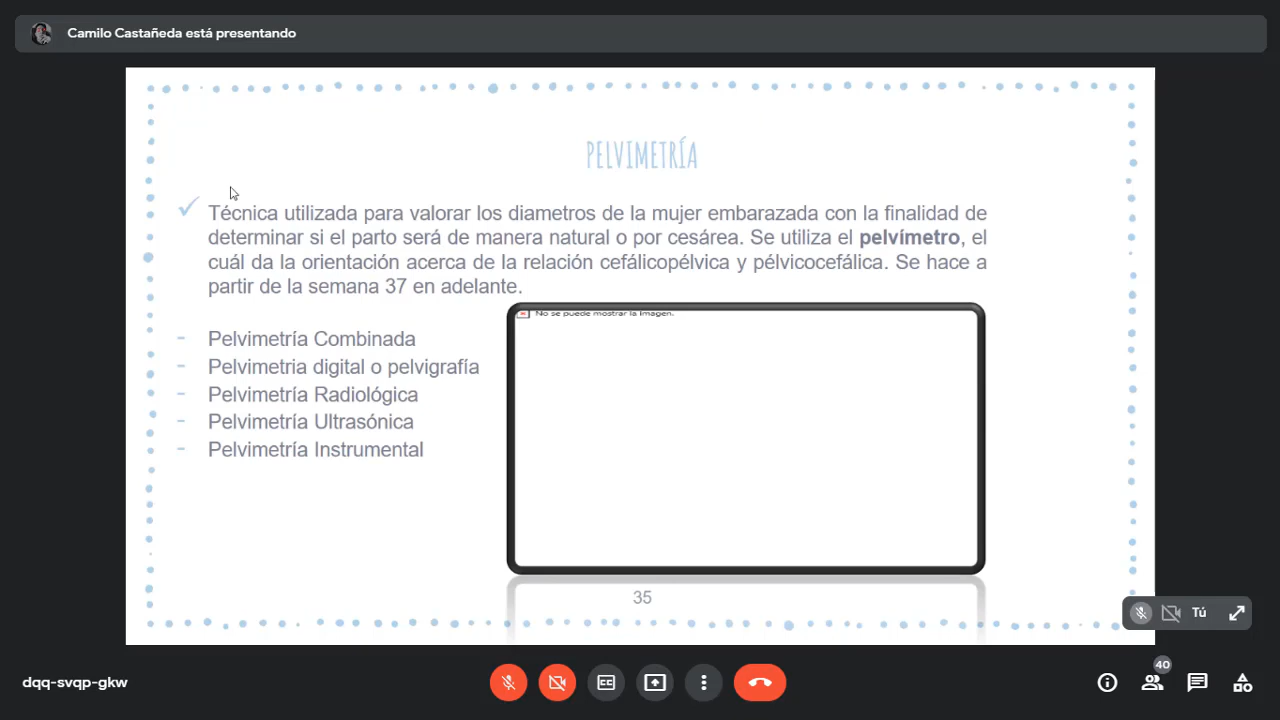 Camilo Castañeda está presentando
PELVIMETRÍA
Técnica utilizada para valorar los diametros de la mujer embarazada con la finalidad de
determinar si el parto será de manera natural o por cesárea. Se utiliza el pelvímetro, el
cuál da la orientación acerca de la relación cefálicopélvica y pélvicocefálica. Se hace a
partir de la semana 37 en adelante.
No se puede mostrar la imagen.
- Pelvimetría Combinada
- Pelvimetria digital o pelvigrafía
- Pelvimetría Radiológica
- Pelvimetría Ultrasónica
- Pelvimetría Instrumental
35
Tú
dqq-svqp-gkw
CC
40